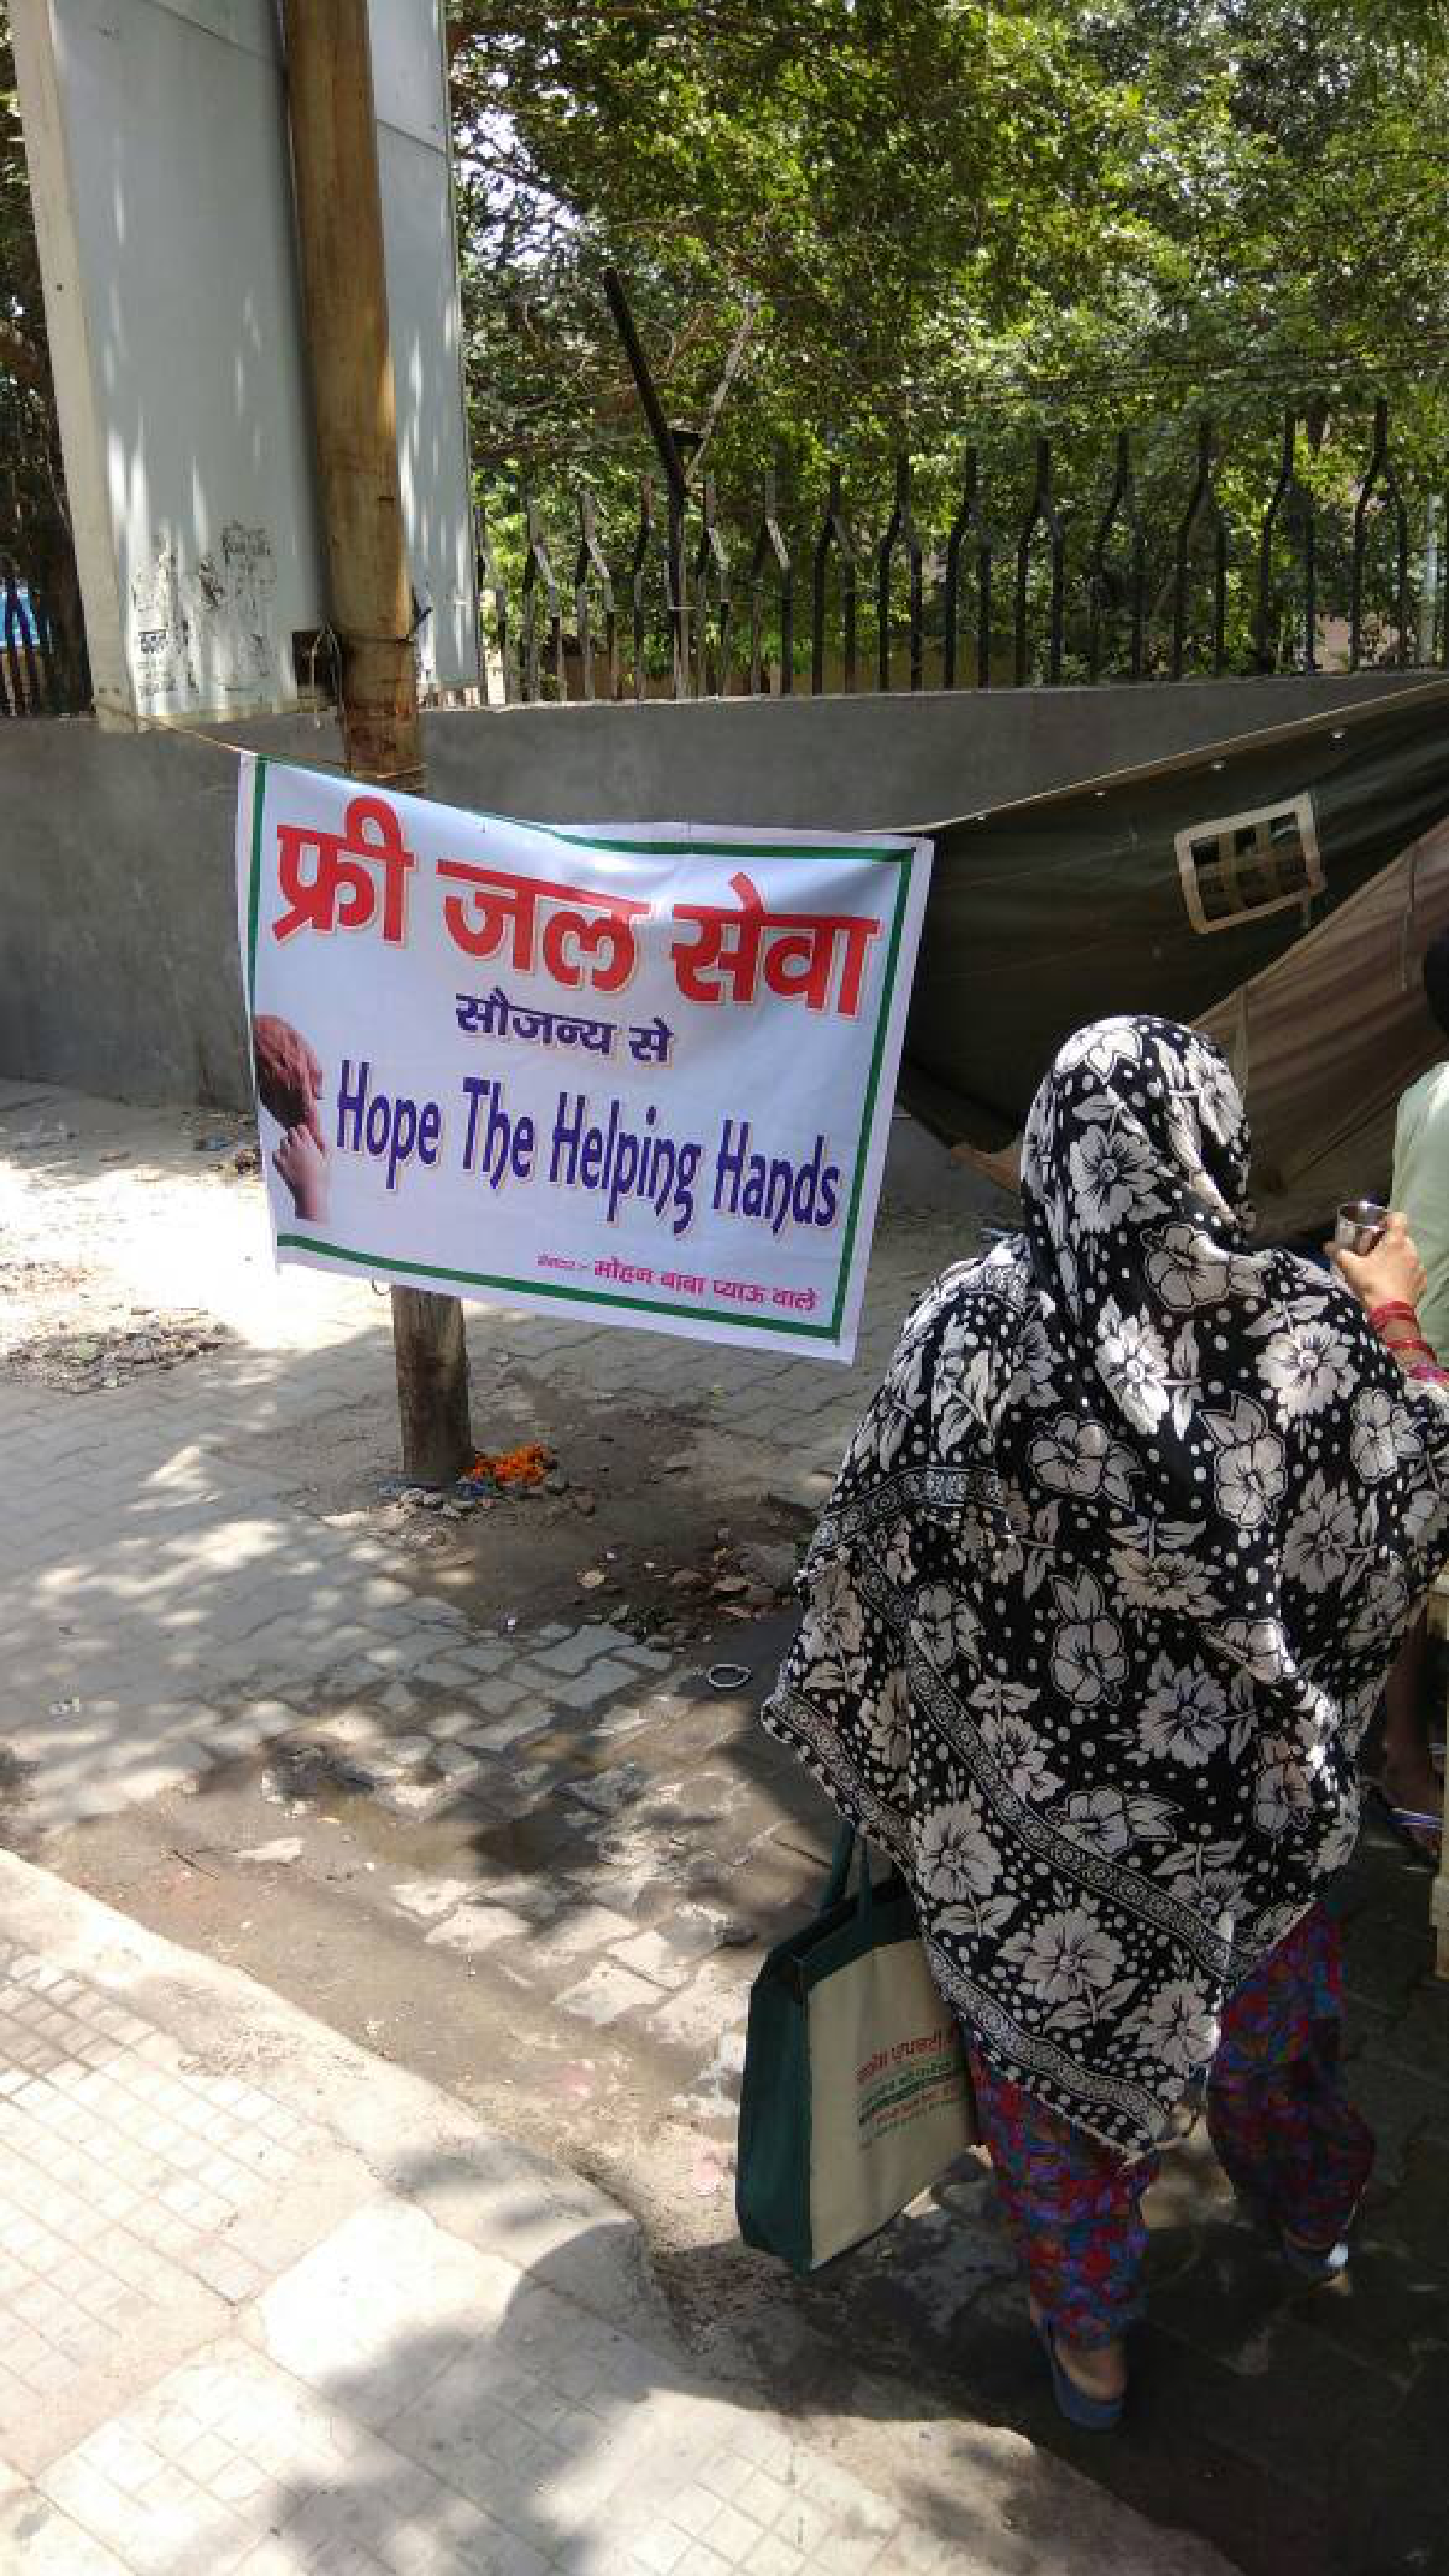 फ्री जल सेवा
सौजन्य से
Hope The Helping Hands
मोहन बाबा प्याऊ वाले